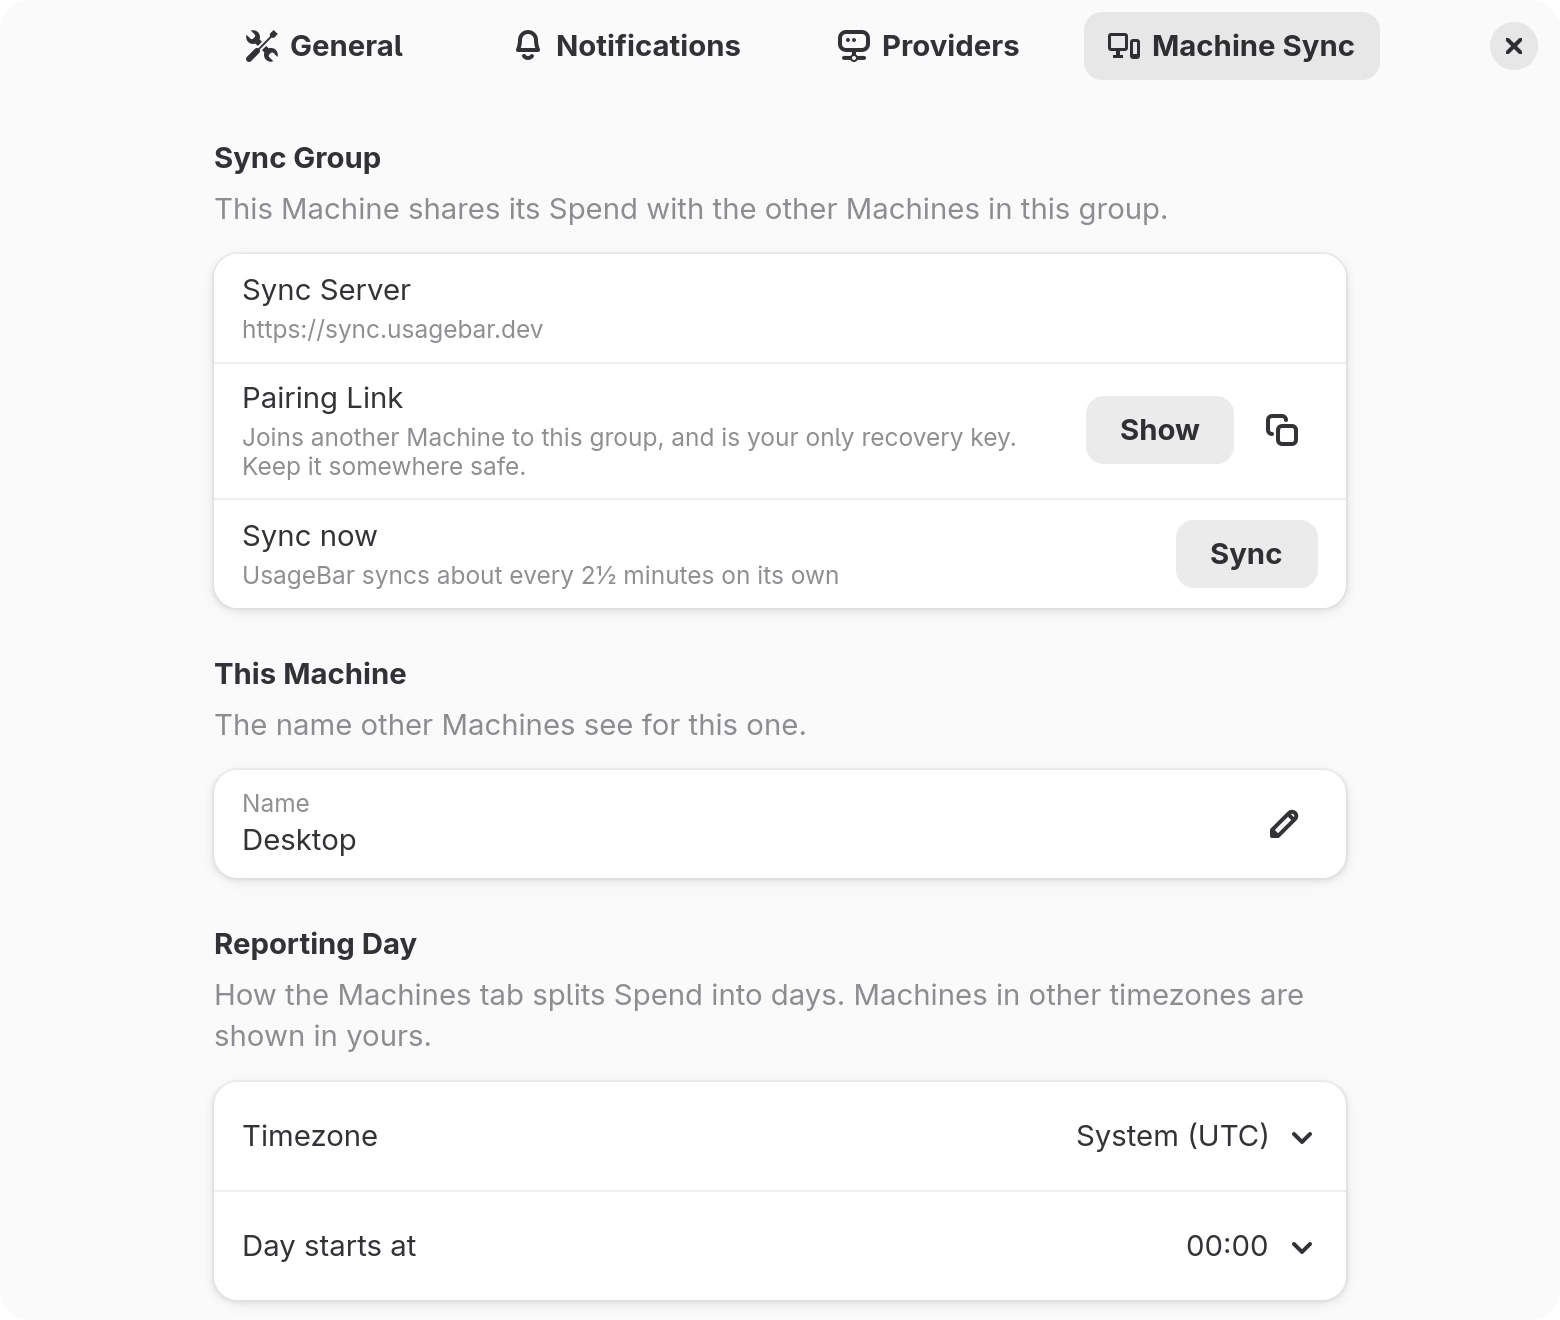 General
Notifications
Providers
Machine Sync
Sync Group
This Machine shares its Spend with the other Machines in this group.
Sync Server
https://sync.usagebar.dev
Pairing Link
Joins another Machine to this group, and is your only recovery key.
Keep it somewhere safe.
Show
Sync now
UsageBar syncs about every 2½ minutes on its own
Sync
This Machine
The name other Machines see for this one.
Name
Desktop
Reporting Day
How the Machines tab splits Spend into days. Machines in other timezones are
shown in yours.
Timezone
System (UTC)
Day starts at
00:00